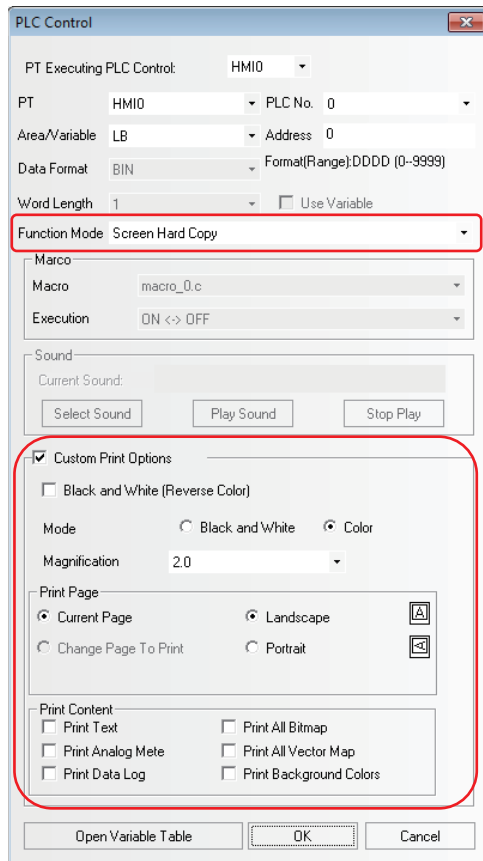 PLC Control
PT Executing PLC Control: HMI0
PT HMI0 PLC No. 0
Area/Variable LB Address 0
Data Format BIN Format(Range):DDDD (0--9999)
Word Length 1 Use Variable
Function Mode Screen Hard Copy
Marco
Macro macro_0.c
Execution ON <-> OFF
Sound
Current Sound:
Select Sound Play Sound Stop Play
Custom Print Options
Black and White (Reverse Color)
Mode Black and White Color
Magnification 2.0
Print Page
Current Page Landscape A
Change Page To Print Portrait A
Print Content
Print Text Print All Bitmap
Print Analog Mete Print All Vector Map
Print Data Log Print Background Colors
Open Variable Table OK Cancel